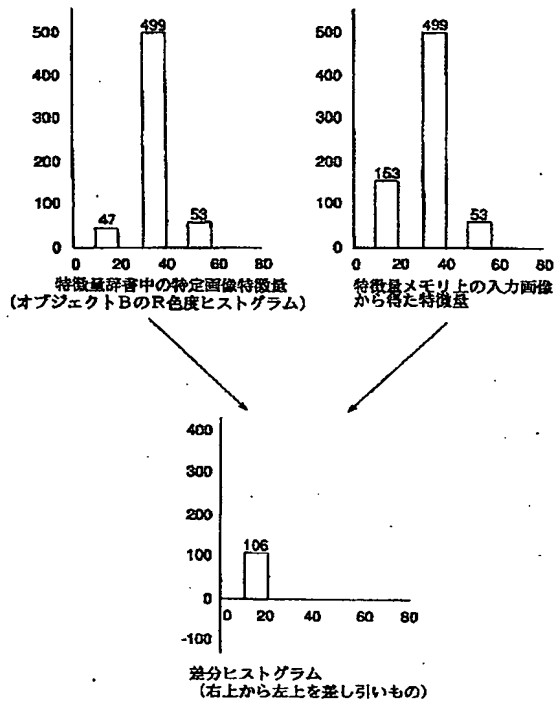 500
400
300
200
100
0
47
499
53
0 20 40 60 80
特徴量辞書中の特定画像特徴量
(オブジェクトBのR色度ヒストグラム)
500
400
300
200
100
0
153
499
53
0 20 40 60 80
特徴量メモリ上の入力画像
から得た特徴量
400
300
200
100
0
-100
106
0 20 40 60 80
差分ヒストグラム
(右上から左上を差し引いもの)